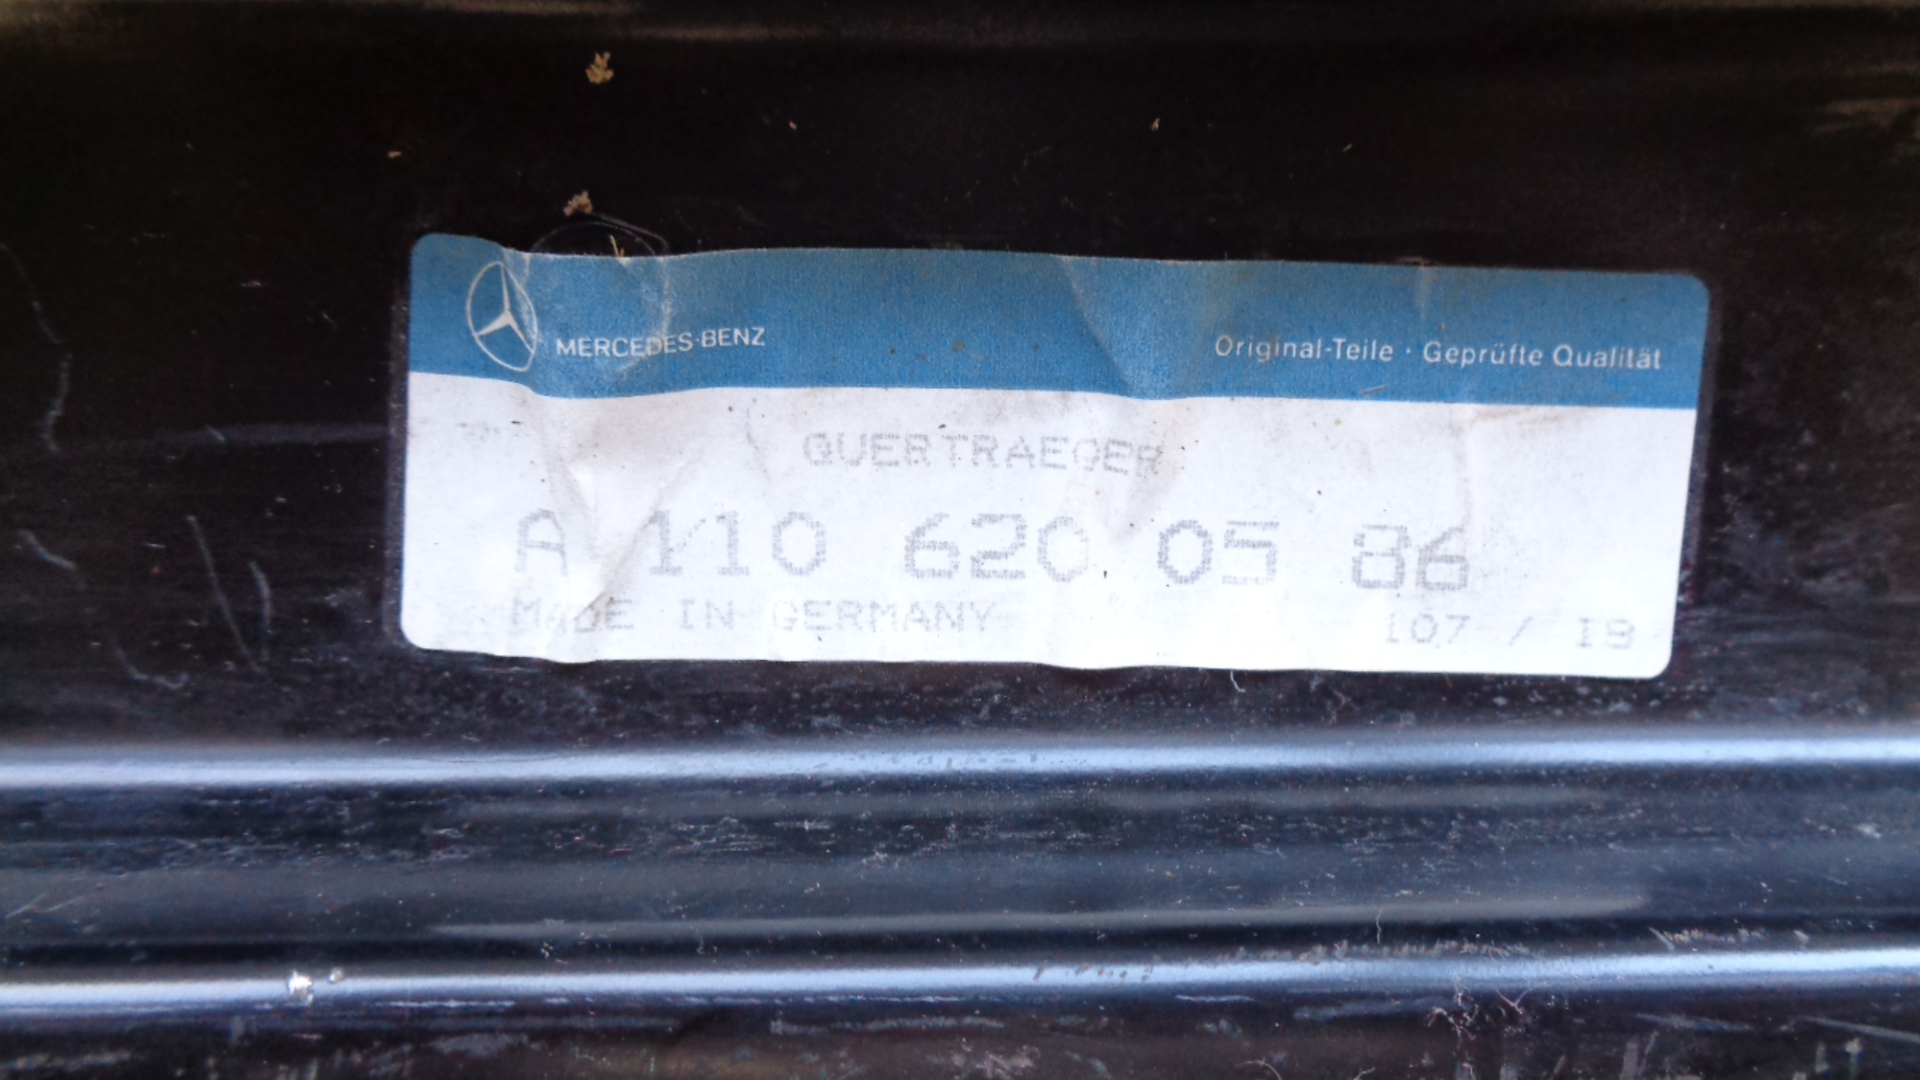 MERCEDES-BENZ
Original-Teile · Geprüfte Qualität
QUERTRAEGER
A 110 620 05 86
MADE IN GERMANY
107 / 19